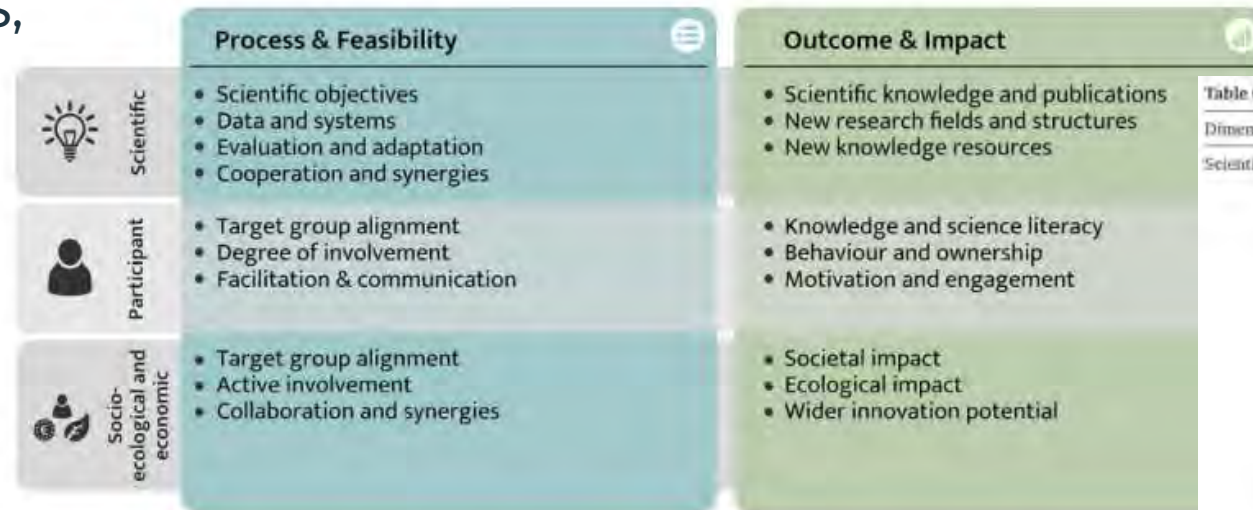 Process & Feasibility
Outcome & Impact
Scientific
• Scientific objectives
• Data and systems
• Evaluation and adaptation
• Cooperation and synergies
• Scientific knowledge and publications
• New research fields and structures
• New knowledge resources
Participant
• Target group alignment
• Degree of involvement
• Facilitation & communication
• Knowledge and science literacy
• Behaviour and ownership
• Motivation and engagement
Socio-
ecological and
economic
• Target group alignment
• Active involvement
• Collaboration and synergies
• Societal impact
• Ecological impact
• Wider innovation potential
Table